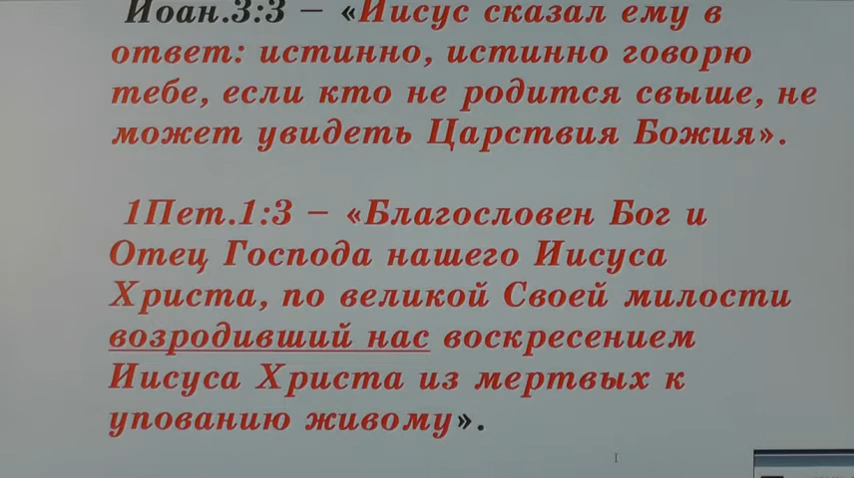 Иоан.3:3 – «Иисус сказал ему в
ответ: истинно, истинно говорю
тебе, если кто не родится свыше, не
может увидеть Царствия Божия».
1Пет.1:3 – «Благословен Бог и
Отец Господа нашего Иисуса
Христа, по великой Своей милости
возродивший нас воскресением
Иисуса Христа из мертвых к
упованию живому».